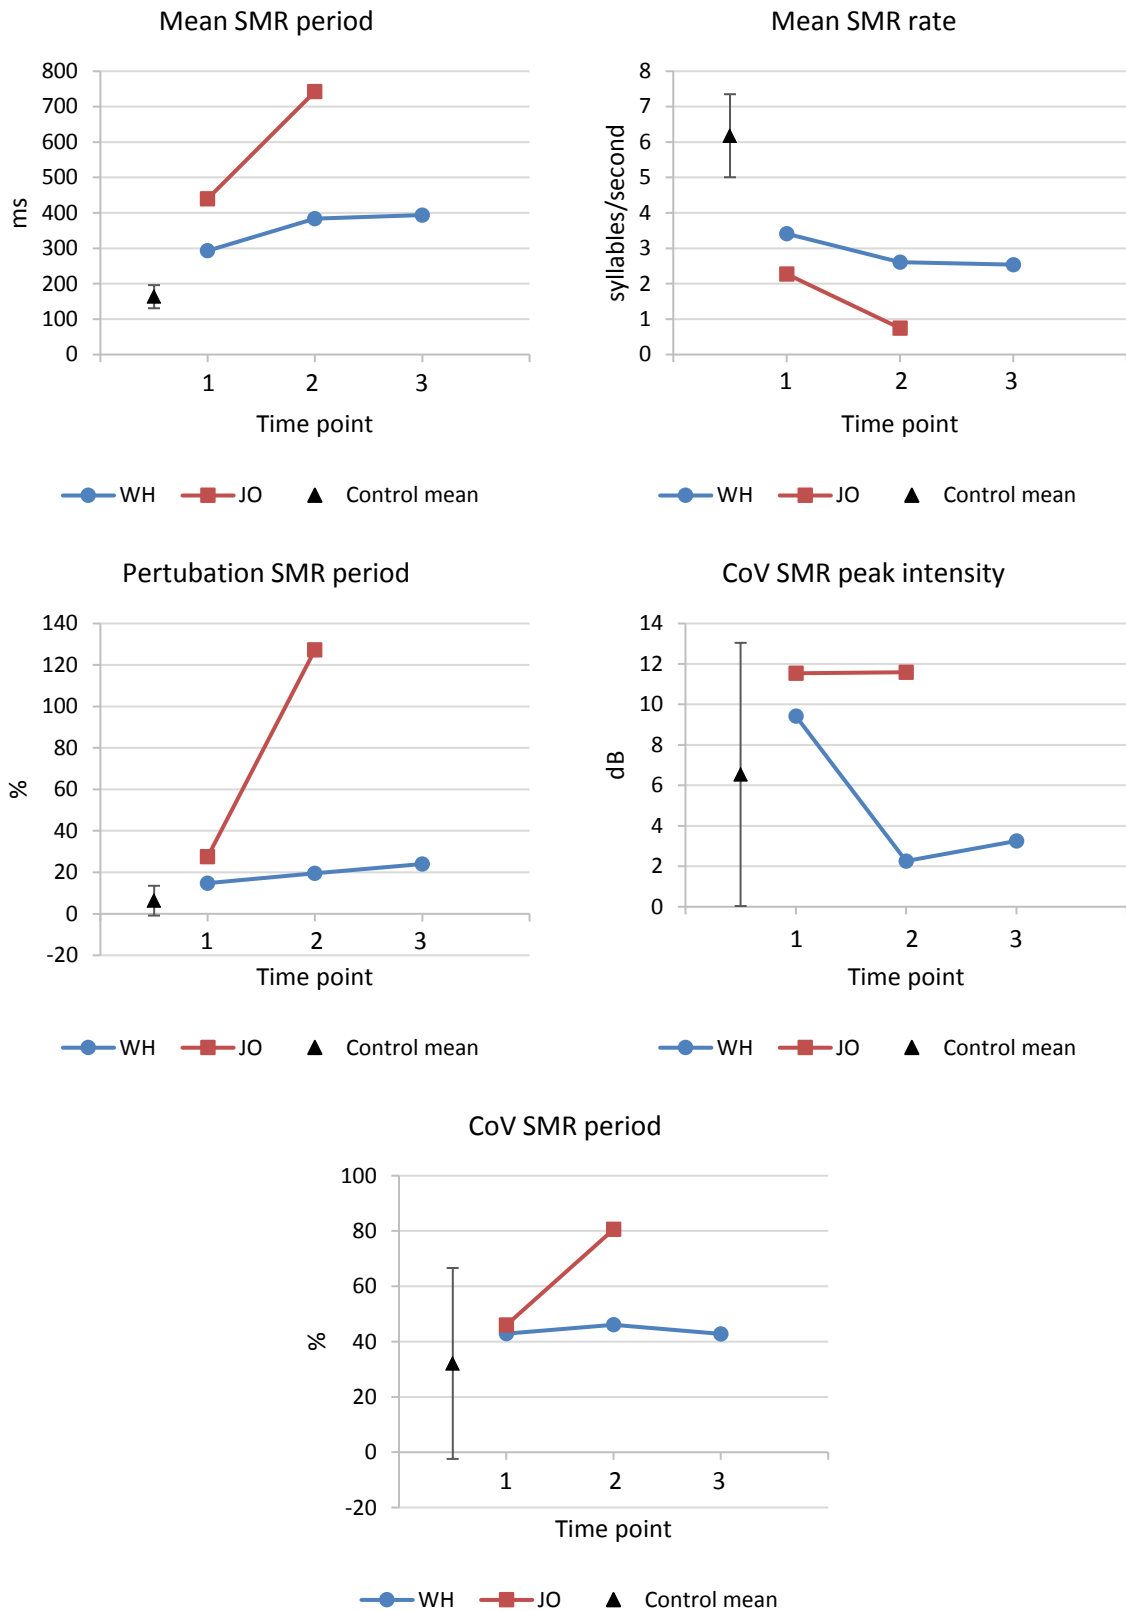 Mean SMR period
800
700
600
500
400
300
200
100
0
ms
1 2 3
Time point
WH JO Control mean
Mean SMR rate
8
7
6
5
4
3
2
1
0
syllables/second
1 2 3
Time point
WH JO Control mean
Pertubation SMR period
140
120
100
80
60
40
20
0
-20
%
1 2 3
Time point
WH JO Control mean
CoV SMR peak intensity
14
12
10
8
6
4
2
0
dB
1 2 3
Time point
WH JO Control mean
CoV SMR period
100
80
60
40
20
0
-20
%
1 2 3
Time point
WH JO Control mean